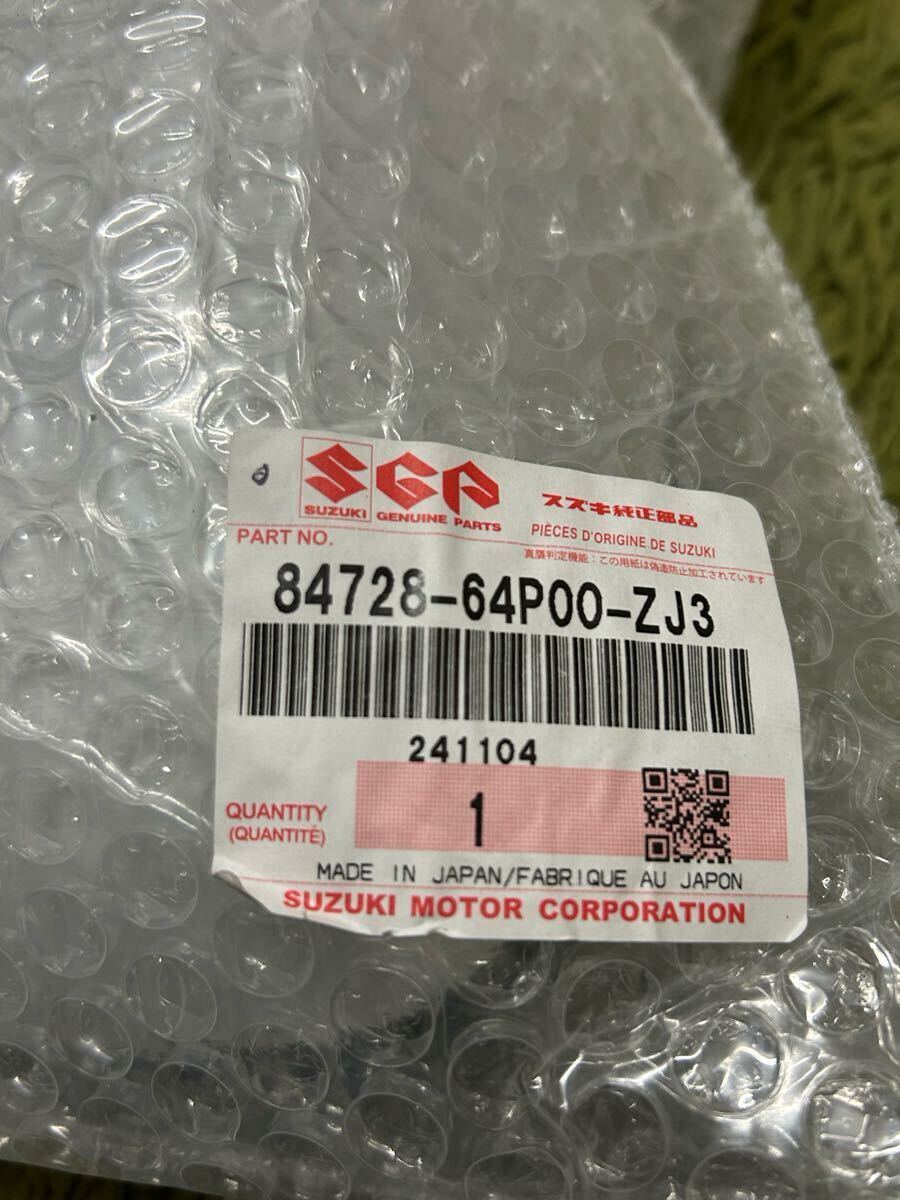 SGP
SUZUKI GENUINE PARTS
スズキ純正部品
PIÈCES D'ORIGINE DE SUZUKI
PART NO.
真贋判定機能:この用紙は偽造防止加工されています
84728-64P00-ZJ3
241104
QUANTITY
(QUANTITÉ)
1
MADE IN JAPAN/FABRIQUE AU JAPON
SUZUKI MOTOR CORPORATION